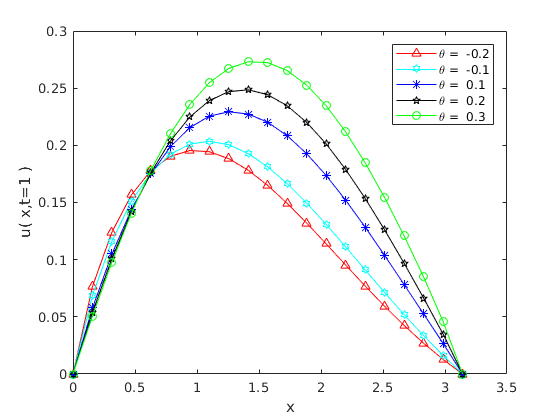 0.3
0.25
0.2
0.15
0.1
0.05
0
u( x,t=1 )
θ = -0.2
θ = -0.1
θ = 0.1
θ = 0.2
θ = 0.3
0 0.5 1 1.5 2 2.5 3 3.5
x